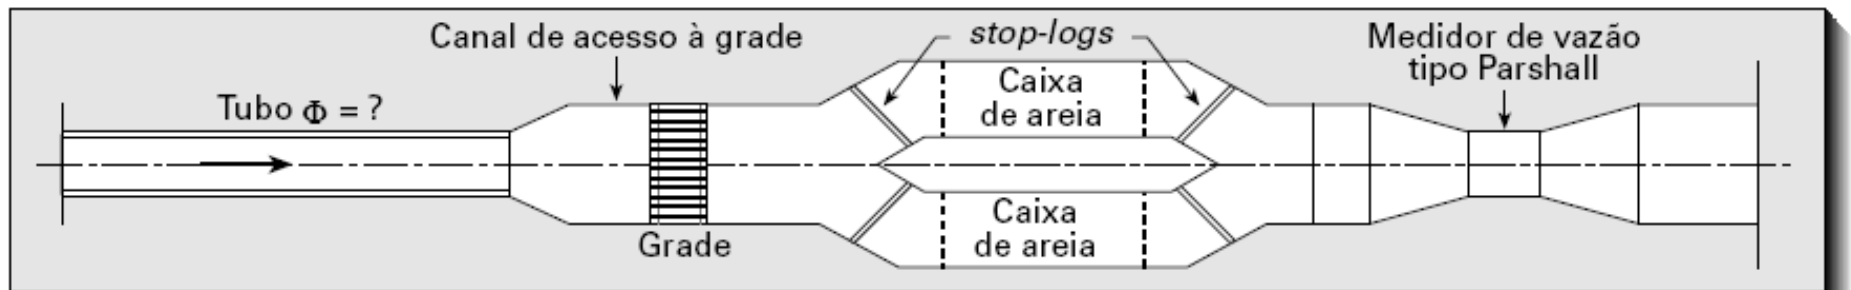 Canal de acesso à grade
stop-logs
Medidor de vazão
tipo Parshall
Tubo Φ = ?
Caixa
de areia
Grade
Caixa
de areia